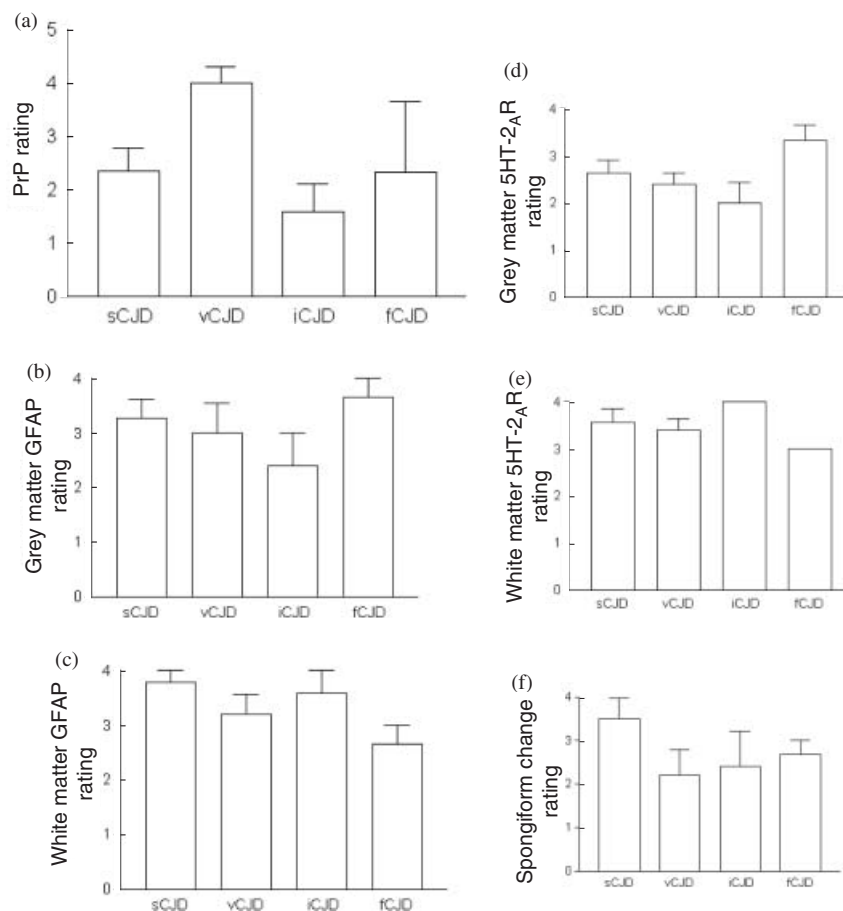 (a)
PrP rating
5
4
3
2
1
0
sCJD vCJD iCJD fCJD
(b)
Grey matter GFAP
rating
4
3
2
1
0
sCJD vCJD iCJD fCJD
(c)
White matter GFAP
rating
4
3
2
1
0
sCJD vCJD iCJD fCJD
(d)
Grey matter 5HT-2AR
rating
4
3
2
1
0
sCJD vCJD iCJD fCJD
(e)
White matter 5HT-2AR
rating
4
3
2
1
0
sCJD vCJD iCJD fCJD
(f)
Spongiform change
rating
4
3
2
1
0
sCJD vCJD iCJD fCJD